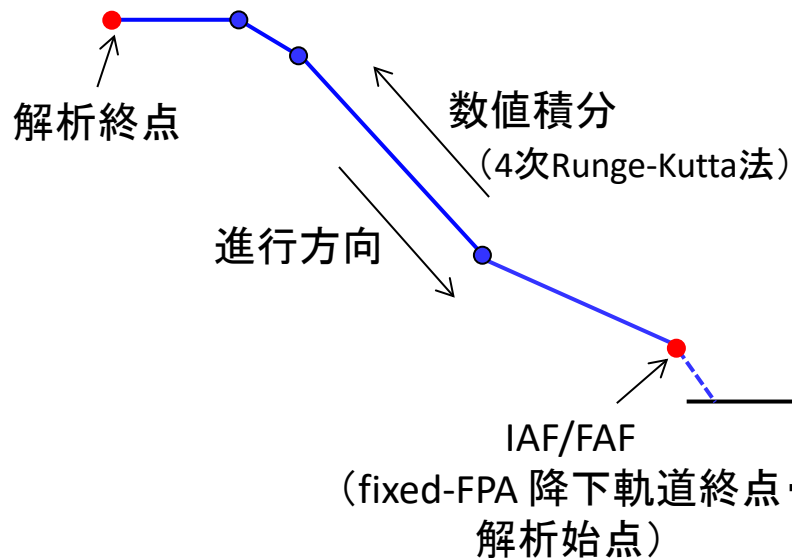 解析終点
数値積分
（4次Runge-Kutta法）
進行方向
IAF/FAF
（fixed-FPA 降下軌道終点・
解析始点）